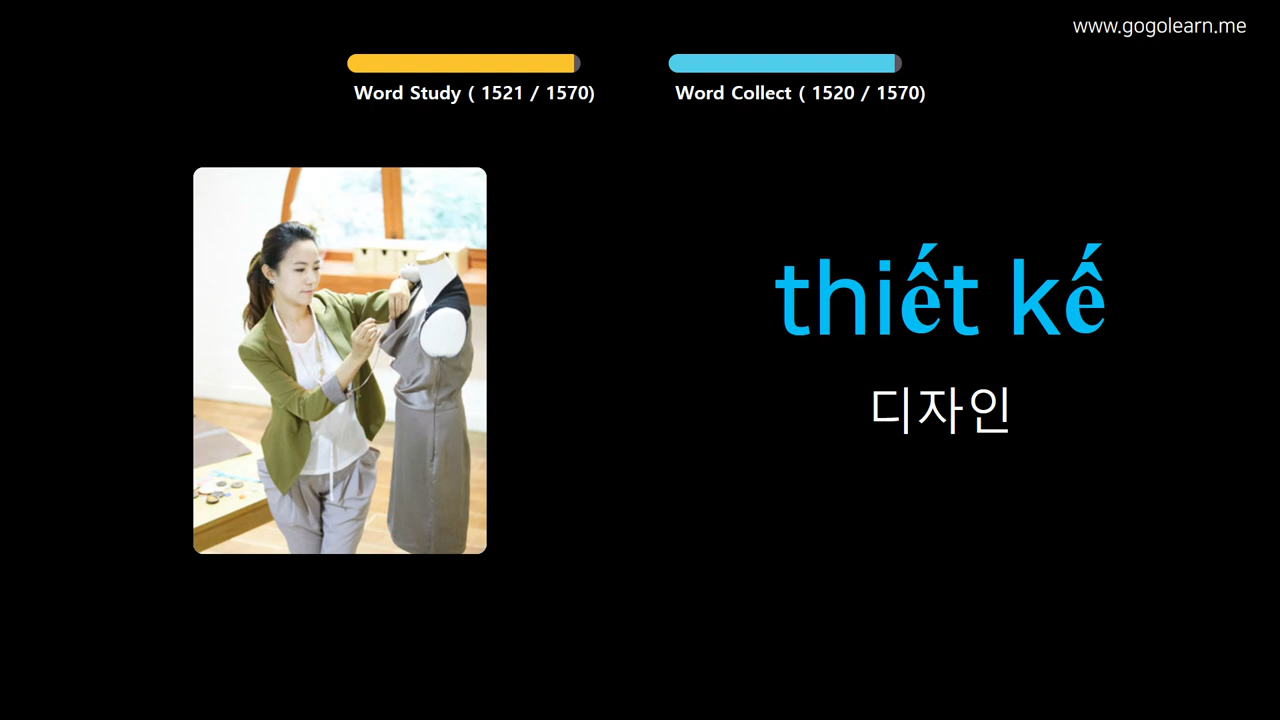 www.gogolearn.me
Word Study ( 1521 / 1570)
Word Collect ( 1520 / 1570)
thiết kế
디자인